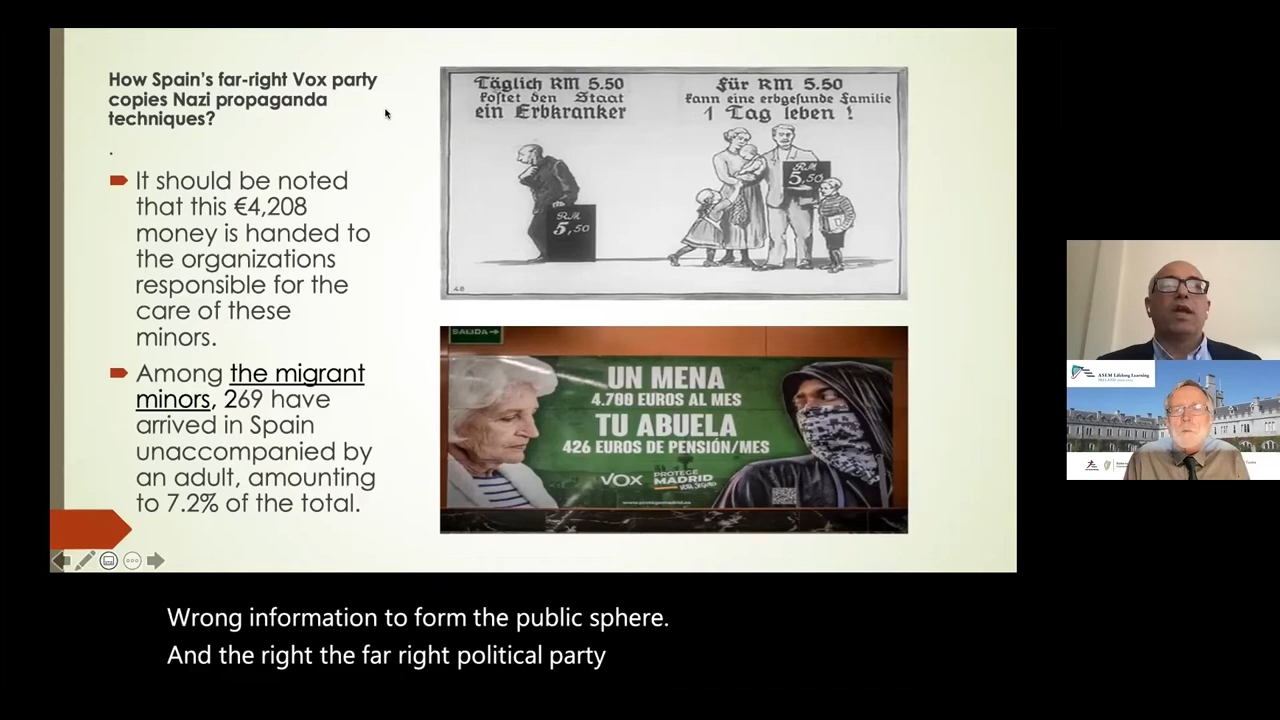 How Spain's far-right Vox party
copies Nazi propaganda
techniques?
.
It should be noted
that this €4,208
money is handed to
the organizations
responsible for the
care of these
minors.
Among the migrant
minors, 269 have
arrived in Spain
unaccompanied by
an adult, amounting
to 7.2% of the total.
Täglich RM 5.50
kostet den Staat
ein Erbkranker
RM
5,50
für RM 5.50
kann eine erbgesunde Familie
1 Tag leben!
RM
5,50
SALIDA
UN MENA
4.700 EUROS AL MES
TU ABUELA
426 EUROS DE PENSIÓN/MES
VOX
PROTEGE
MADRID
ASEM Lifelong Learning
Wrong information to form the public sphere.
And the right the far right political party